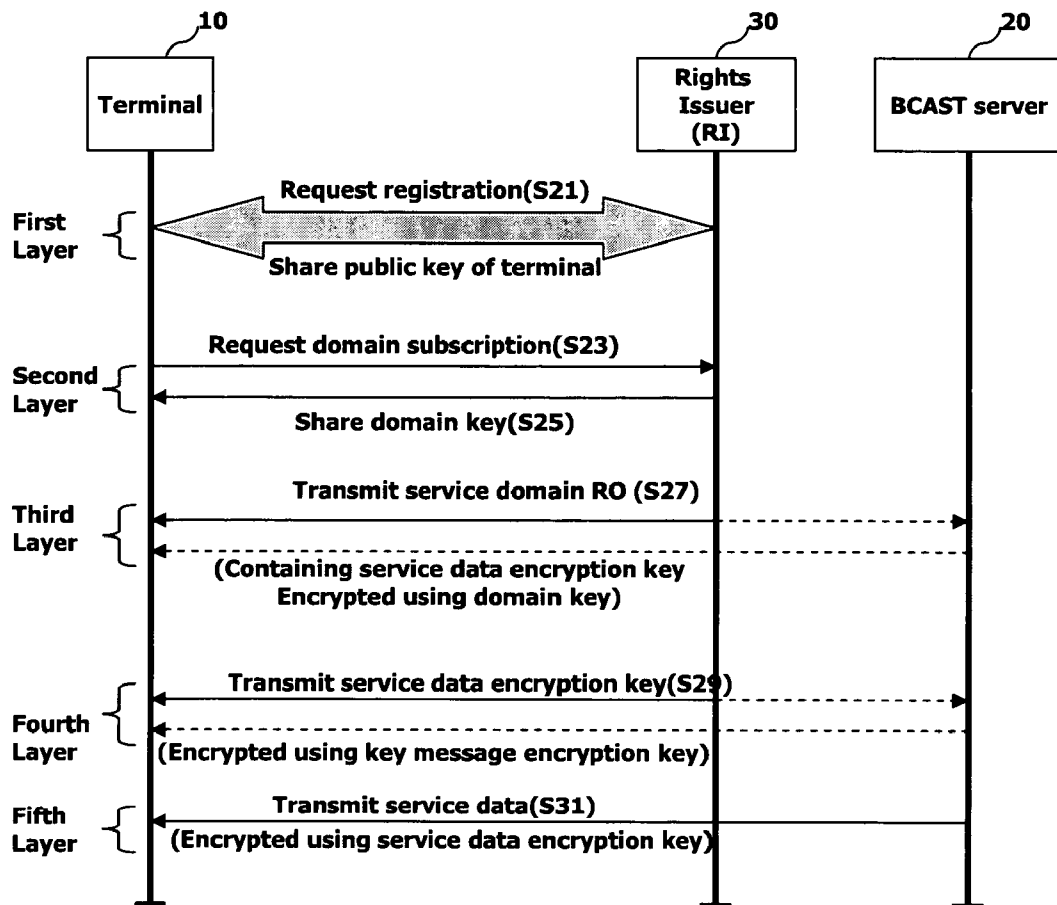 10
30
20
Terminal
Rights
Issuer
(RI)
BCAST server
Request registration(S21)
First
Layer
Share public key of terminal
Request domain subscription(S23)
Second
Layer
Share domain key(S25)
Transmit service domain RO (S27)
Third
Layer
(Containing service data encryption key
Encrypted using domain key)
Transmit service data encryption key(S29)
Fourth
Layer
(Encrypted using key message encryption key)
Transmit service data(S31)
Fifth
Layer
(Encrypted using service data encryption key)